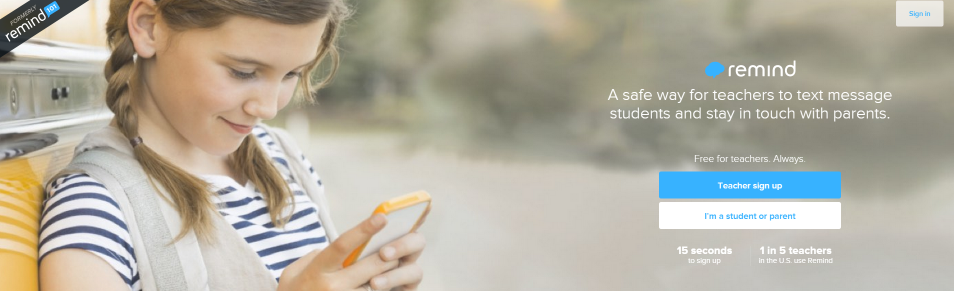 FORMERLY
remind101
Sign in
remind
A safe way for teachers to text message
students and stay in touch with parents.
Free for teachers. Always.
Teacher sign up
I'm a student or parent
15 seconds
to sign up
1 in 5 teachers
in the U.S. use Remind